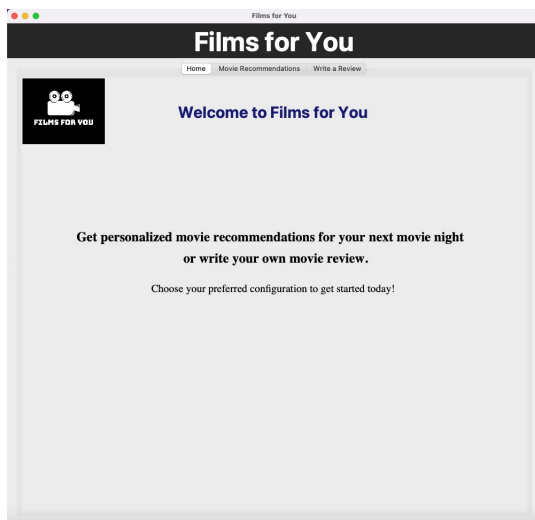 Films for You
Films for You
Home Movie Recommendations Write a Review
FILMS FOR YOU
Welcome to Films for You
Get personalized movie recommendations for your next movie night
or write your own movie review.
Choose your preferred configuration to get started today!